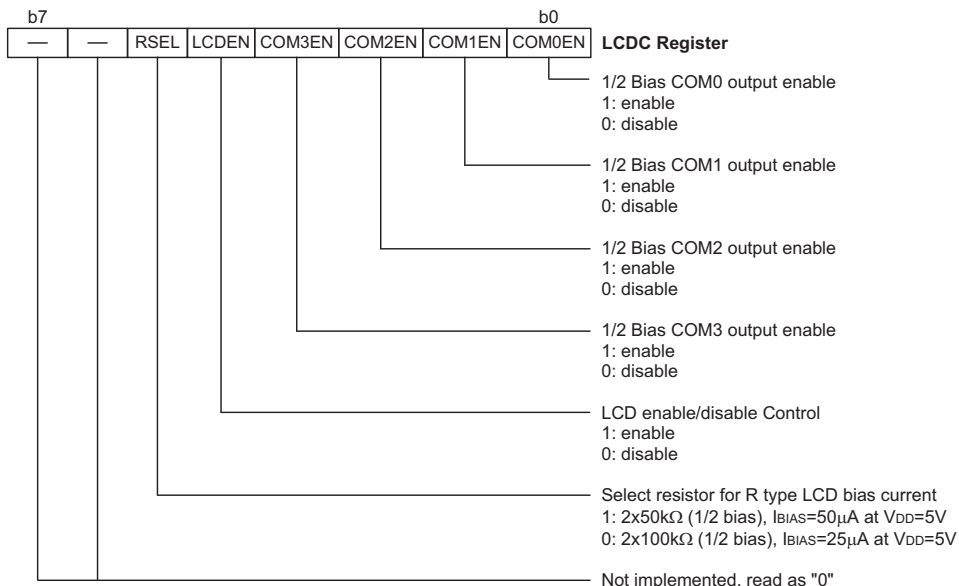 b7 b0
— — RSEL LCDEN COM3EN COM2EN COM1EN COM0EN LCDC Register
1/2 Bias COM0 output enable
1: enable
0: disable
1/2 Bias COM1 output enable
1: enable
0: disable
1/2 Bias COM2 output enable
1: enable
0: disable
1/2 Bias COM3 output enable
1: enable
0: disable
LCD enable/disable Control
1: enable
0: disable
Select resistor for R type LCD bias current
1: 2x50kΩ (1/2 bias), IBIAS=50μA at VDD=5V
0: 2x100kΩ (1/2 bias), IBIAS=25μA at VDD=5V
Not implemented, read as "0"